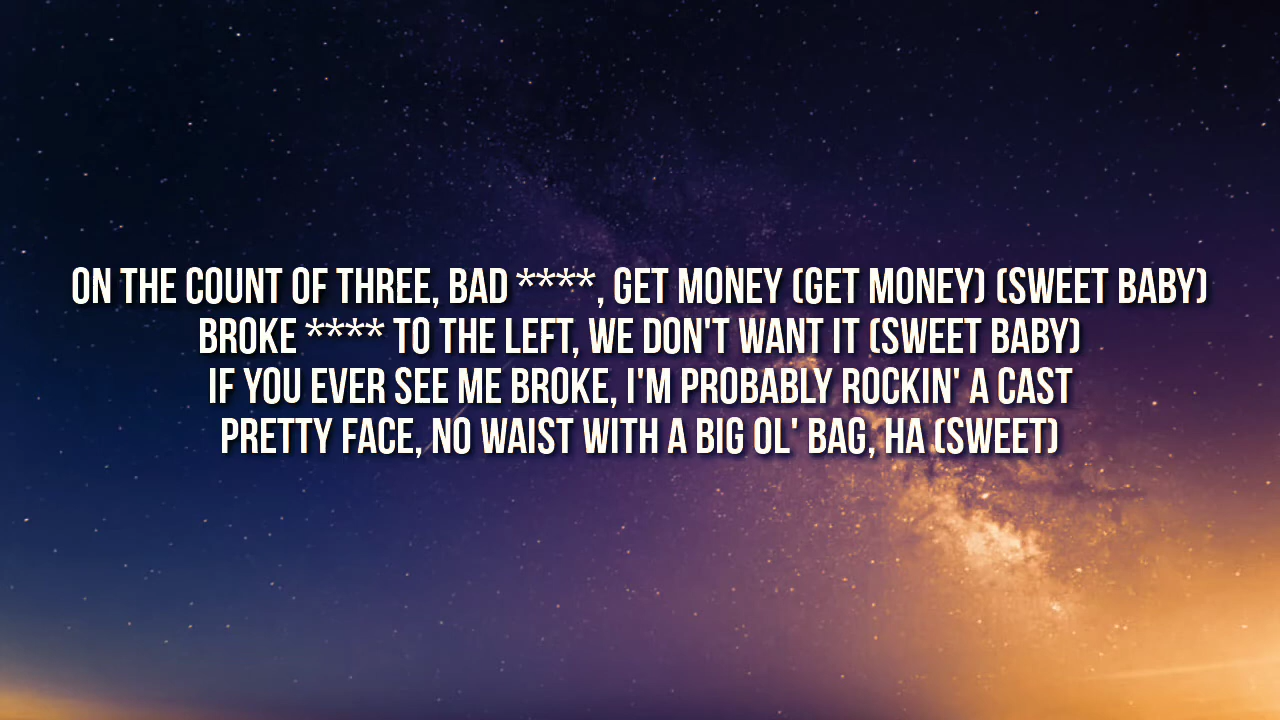 ON THE COUNT OF THREE, BAD ****, GET MONEY (GET MONEY) (SWEET BABY)
BROKE **** TO THE LEFT, WE DON'T WANT IT (SWEET BABY)
IF YOU EVER SEE ME BROKE, I'M PROBABLY ROCKIN' A CAST
PRETTY FACE, NO WAIST WITH A BIG OL' BAG, HA (SWEET)